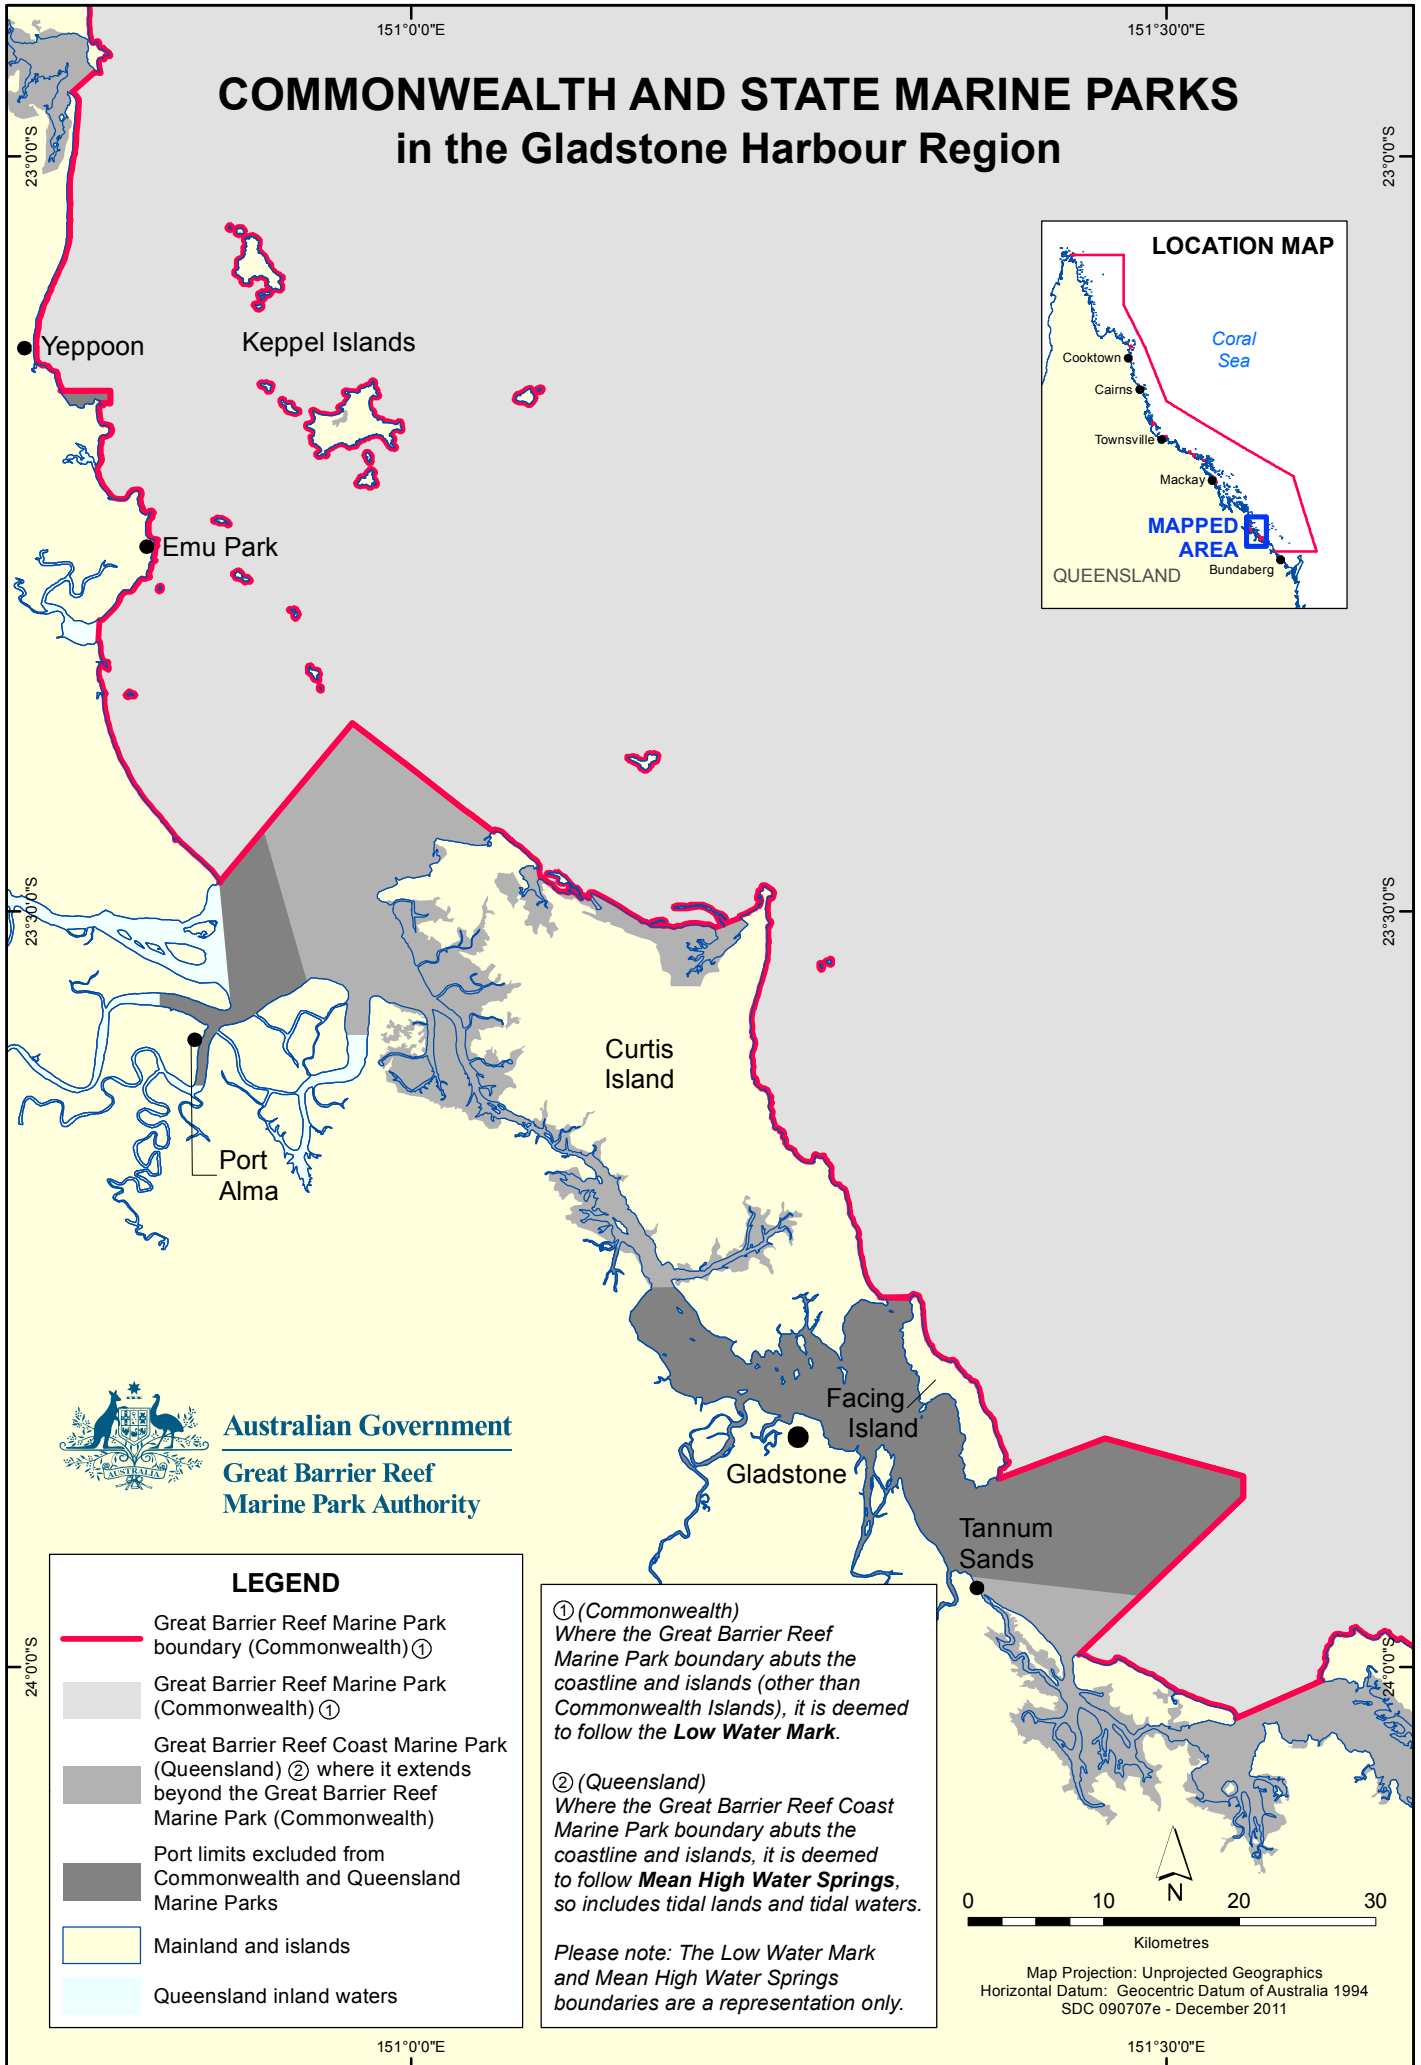 151°0'0"E
151°30'0"E
COMMONWEALTH AND STATE MARINE PARKS
in the Gladstone Harbour Region
23°0'0"S
23°0'0"S
LOCATION MAP
Coral
Sea
Cooktown
Cairns
Townsville
Mackay
MAPPED
AREA
Bundaberg
QUEENSLAND
Yeppoon
Keppel Islands
Emu Park
23°30'0"S
23°30'0"S
Curtis
Island
Port
Alma
Facing
Island
Gladstone
Tannum
Sands
AUSTRALIA
Australian Government
Great Barrier Reef
Marine Park Authority
24°0'0"S
24°0'0"S
LEGEND
Great Barrier Reef Marine Park
boundary (Commonwealth) ①
Great Barrier Reef Marine Park
(Commonwealth) ①
Great Barrier Reef Coast Marine Park
(Queensland) ② where it extends
beyond the Great Barrier Reef
Marine Park (Commonwealth)
Port limits excluded from
Commonwealth and Queensland
Marine Parks
Mainland and islands
Queensland inland waters
① (Commonwealth)
Where the Great Barrier Reef
Marine Park boundary abuts the
coastline and islands (other than
Commonwealth Islands), it is deemed
to follow the Low Water Mark.
② (Queensland)
Where the Great Barrier Reef Coast
Marine Park boundary abuts the
coastline and islands, it is deemed
to follow Mean High Water Springs,
so includes tidal lands and tidal waters.
Please note: The Low Water Mark
and Mean High Water Springs
boundaries are a representation only.
N
0 10 20 30
Kilometres
Map Projection: Unprojected Geographics
Horizontal Datum: Geocentric Datum of Australia 1994
SDC 090707e - December 2011
151°0'0"E
151°30'0"E